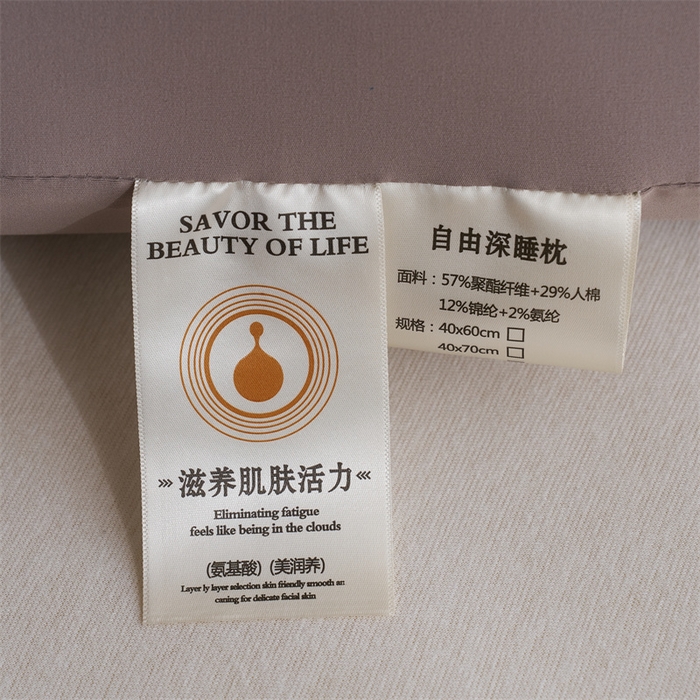 SAVOR THE
BEAUTY OF LIFE
滋养肌肤活力
Eliminating fatigue
feels like being in the clouds
(氨基酸) (美润养)
Layer ly layer selection skin friendly smooth an
caning for delicate facial skin
自由深睡枕
面料：57%聚酯纤维+29%人棉
12%锦纶+2%氨纶
规格：40x60cm
40x70cm